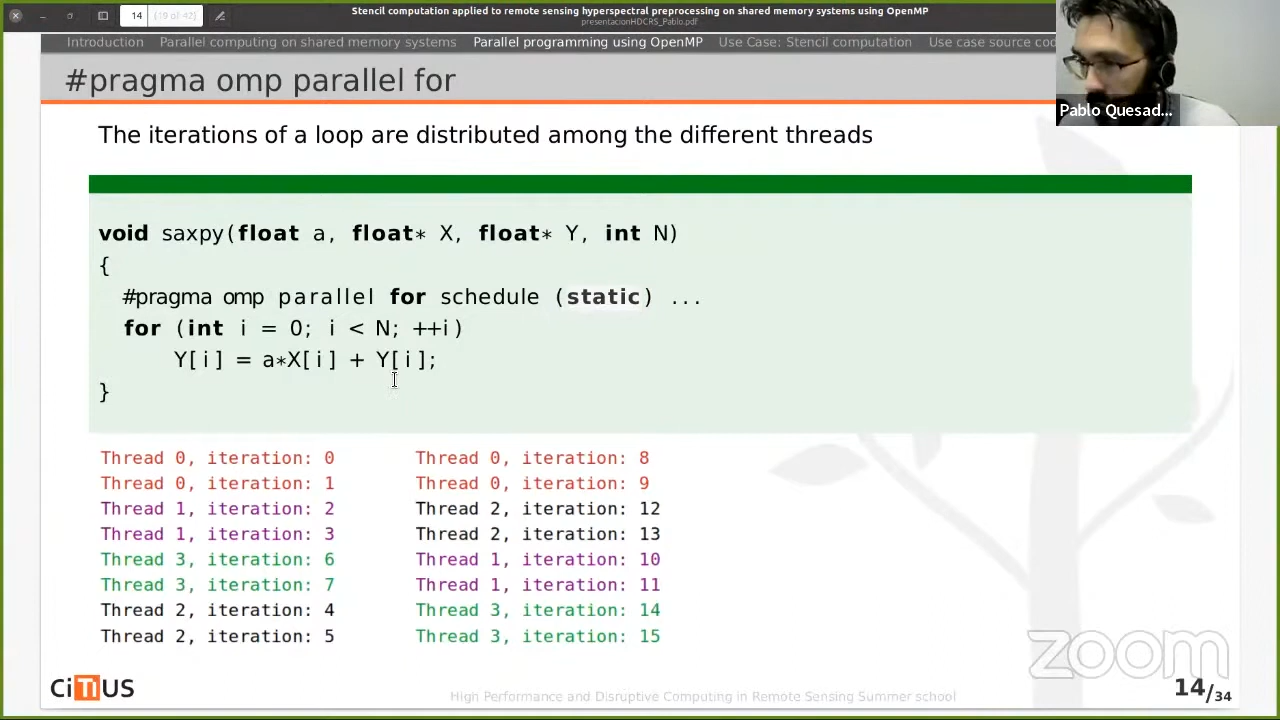 14 (19 of 42)
Stencil computation applied to remote sensing hyperspectral preprocessing on shared memory systems using OpenMP
presentacionHDCRS_Pablo.pdf
Introduction Parallel computing on shared memory systems Parallel programming using OpenMP Use Case: Stencil computation Use case source cod
#pragma omp parallel for
Pablo Quesad...
The iterations of a loop are distributed among the different threads
void saxpy(float a, float* X, float* Y, int N)
{
#pragma omp parallel for schedule (static) ...
for (int i = 0; i < N; ++i)
Y[i] = a*X[i] + Y[i];
}
Thread 0, iteration: 0
Thread 0, iteration: 1
Thread 1, iteration: 2
Thread 1, iteration: 3
Thread 3, iteration: 6
Thread 3, iteration: 7
Thread 2, iteration: 4
Thread 2, iteration: 5
Thread 0, iteration: 8
Thread 0, iteration: 9
Thread 2, iteration: 12
Thread 2, iteration: 13
Thread 1, iteration: 10
Thread 1, iteration: 11
Thread 3, iteration: 14
Thread 3, iteration: 15
zoom
CiTIUS
High Performance and Disruptive Computing in Remote Sensing Summer school
14/34